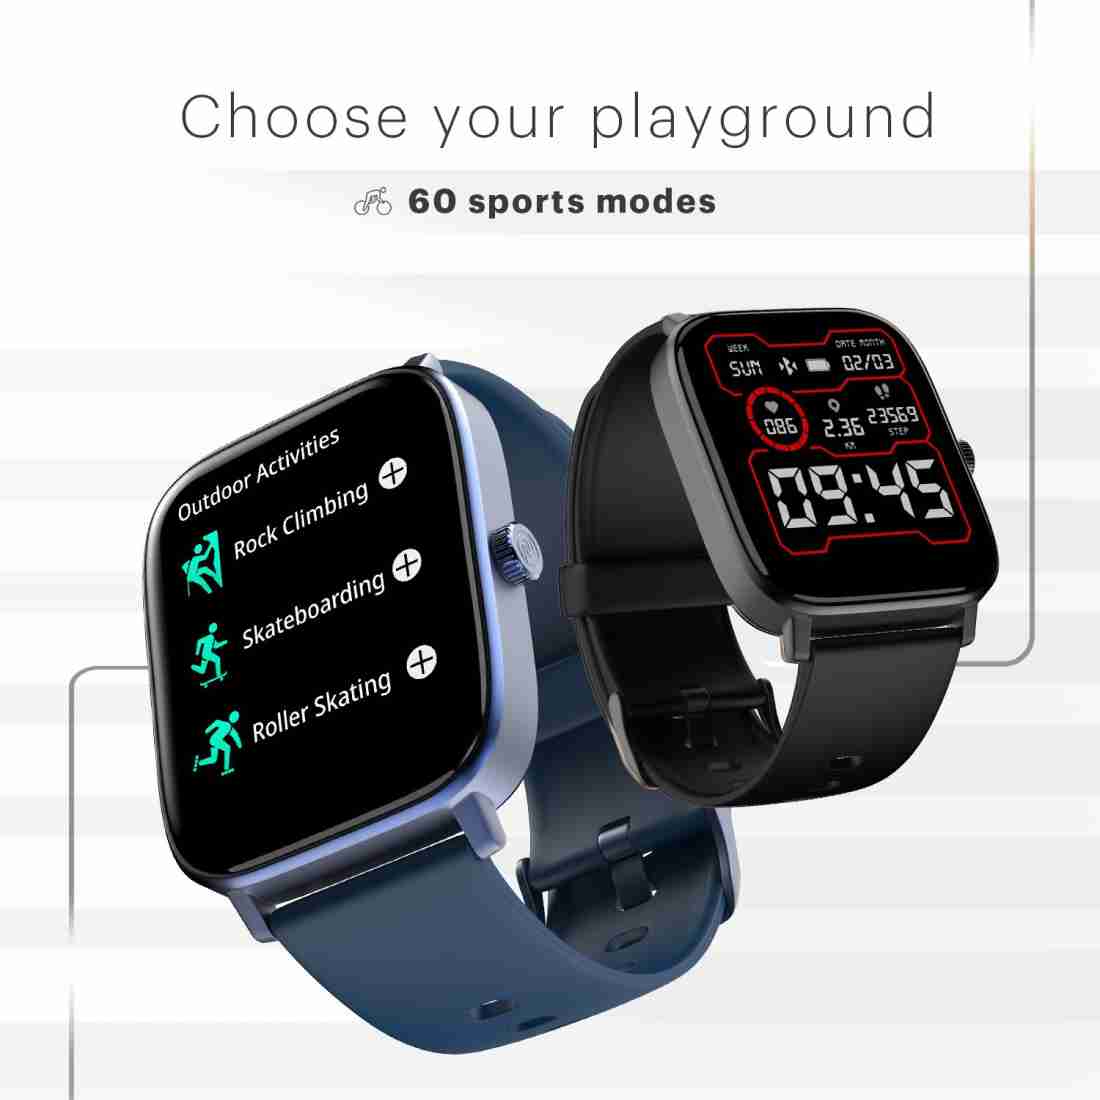 Choose your playground
60 sports modes
Outdoor Activities
Rock Climbing
Skateboarding
Roller Skating
WEEK
DATE MONTH
SUN
02/03
086
2.36
KM
23569
STEP
09:45